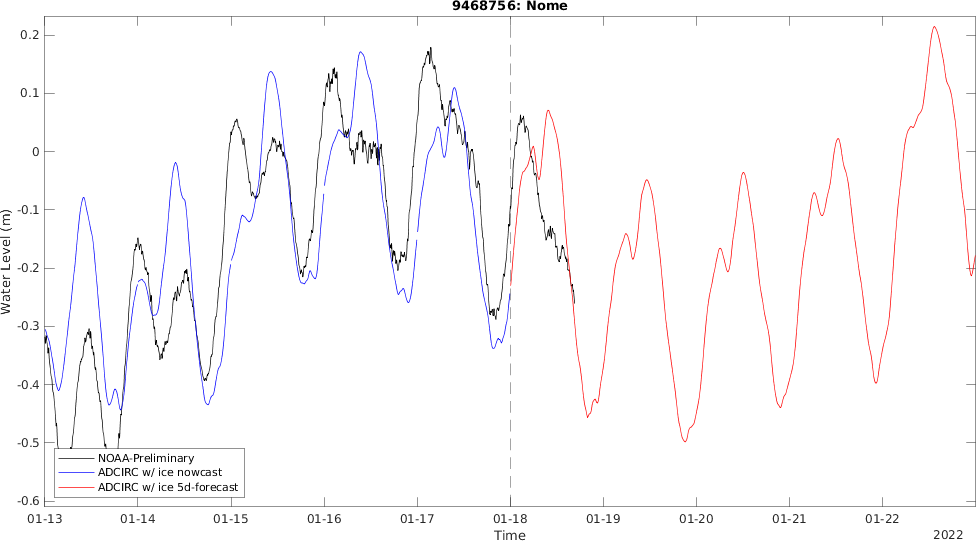 9468756: Nome
0.2
0.1
0
-0.1
-0.2
-0.3
-0.4
-0.5
-0.6
Water Level (m)
NOAA-Preliminary
ADCIRC w/ ice nowcast
ADCIRC w/ ice 5d-forecast
01-13 01-14 01-15 01-16 01-17 01-18 01-19 01-20 01-21 01-22
Time
2022